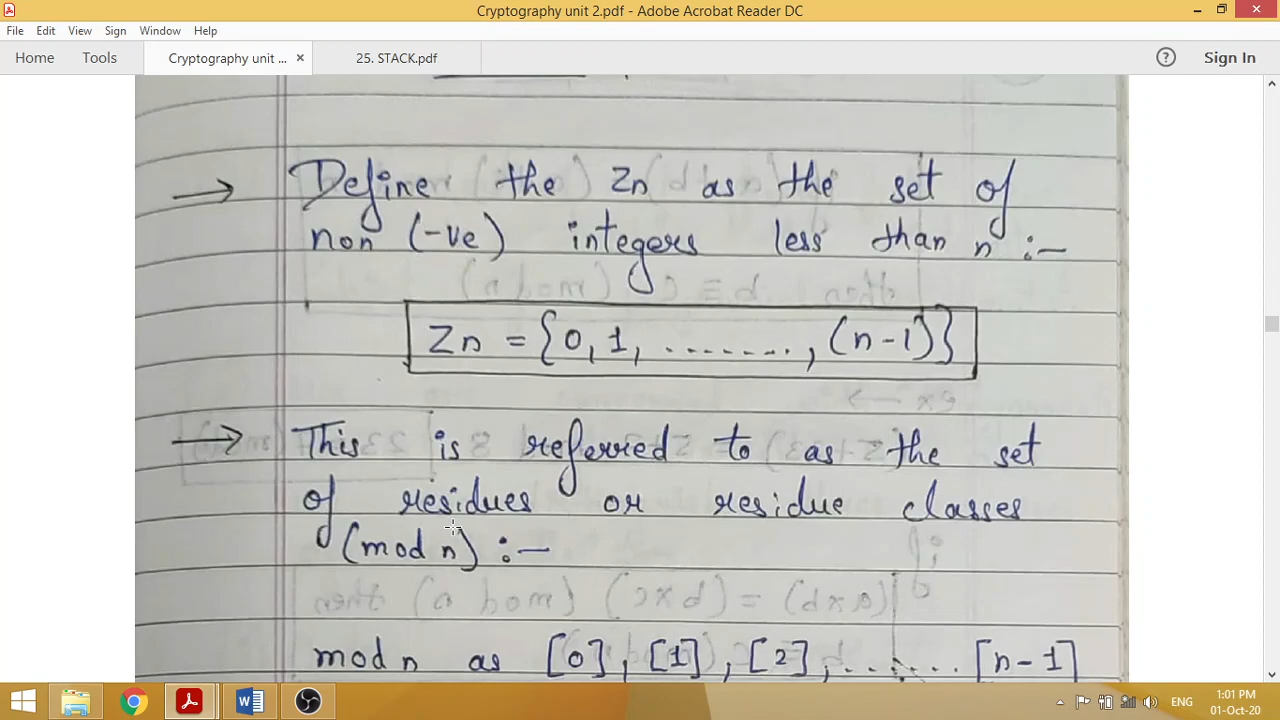 Cryptography unit 2.pdf - Adobe Acrobat Reader DC
File Edit View Sign Window Help
Home Tools Cryptography unit ... × 25. STACK.pdf Sign In
→ Define the Zn as the set of
non (-ve) integers less than n :-
Zn = {0, 1, ........, (n-1)}
→ This is referred to as the set
of residues or residue classes
(mod n) :-
mod n as [0], [1], [2], ....... [n-1]
ENG
1:01 PM
01-Oct-20